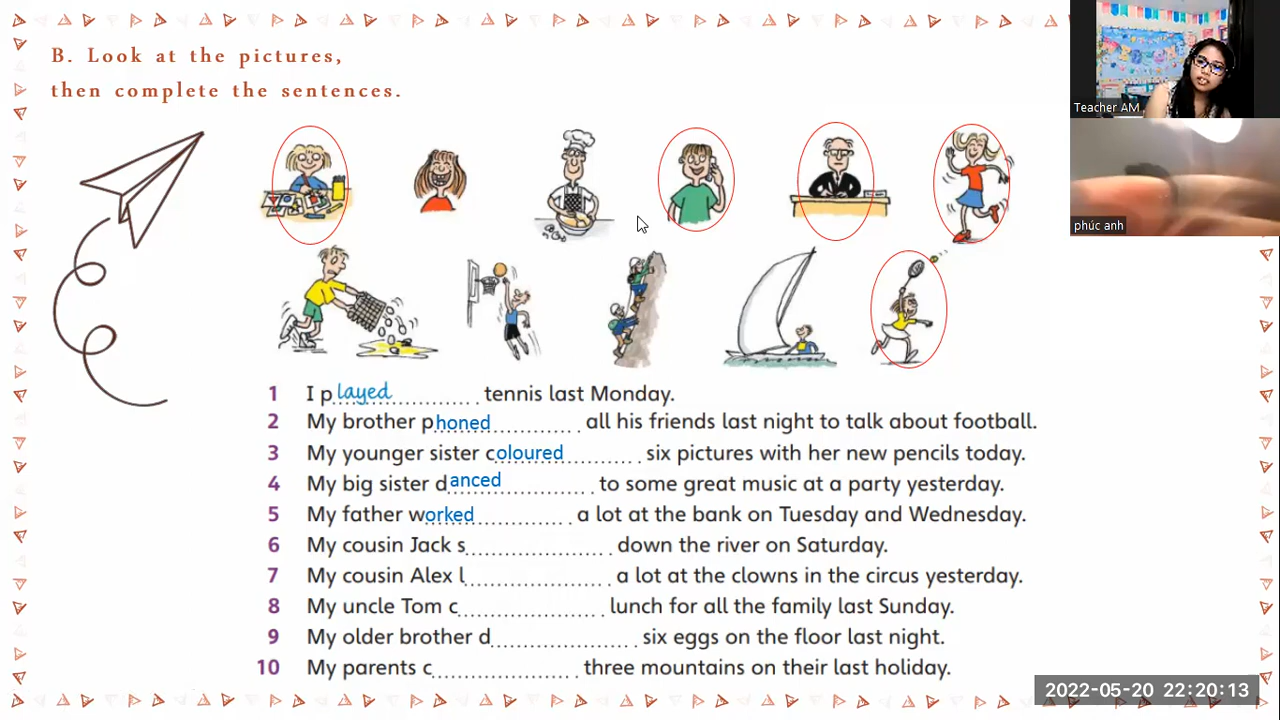 B. Look at the pictures,
then complete the sentences.
Teacher AM
phúc anh
1 I played tennis last Monday.
2 My brother phoned all his friends last night to talk about football.
3 My younger sister coloured six pictures with her new pencils today.
4 My big sister danced to some great music at a party yesterday.
5 My father worked a lot at the bank on Tuesday and Wednesday.
6 My cousin Jack s.................... down the river on Saturday.
7 My cousin Alex l.................... a lot at the clowns in the circus yesterday.
8 My uncle Tom c.................... lunch for all the family last Sunday.
9 My older brother d.................... six eggs on the floor last night.
10 My parents c.................... three mountains on their last holiday.
2022-05-20 22:20:13